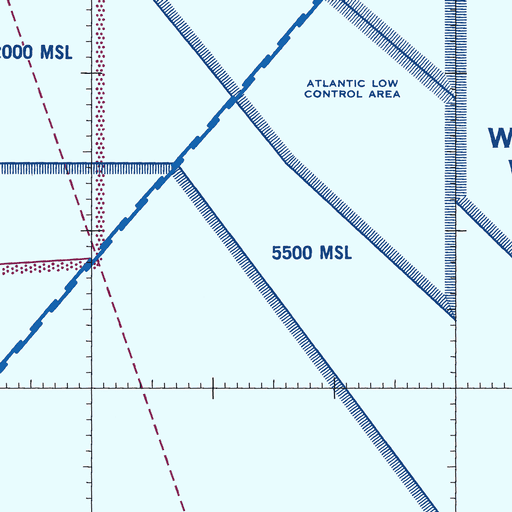 2000 MSL
ATLANTIC LOW
CONTROL AREA
W
5500 MSL